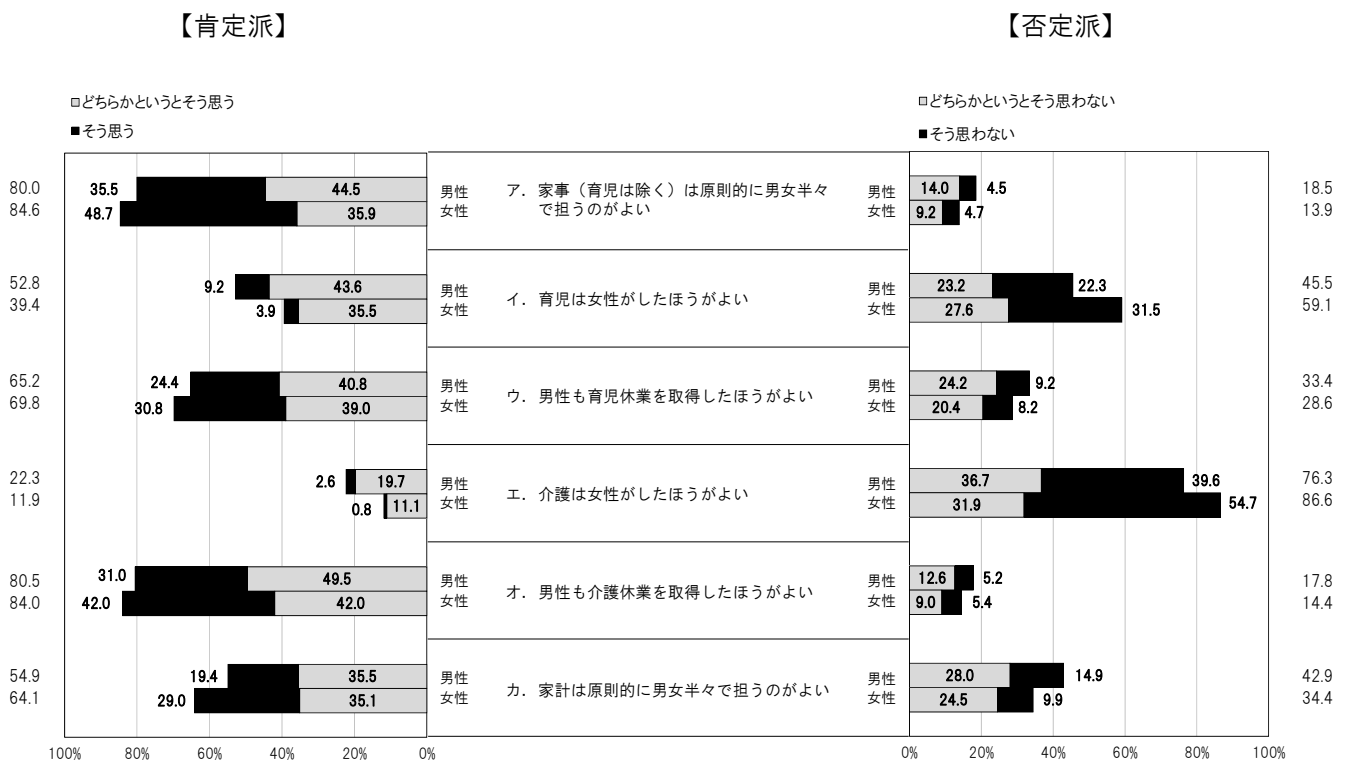 【肯定派】
【否定派】
□どちらかというとそう思う
■そう思う
□どちらかというとそう思わない
■そう思わない
80.0 35.5 44.5 男性 ア．家事（育児は除く）は原則的に男女半々 男性 14.0 4.5 18.5
84.6 48.7 35.9 女性 で担うのがよい 女性 9.2 4.7 13.9
52.8 9.2 43.6 男性 イ．育児は女性がしたほうがよい 男性 23.2 22.3 45.5
39.4 3.9 35.5 女性 女性 27.6 31.5 59.1
65.2 24.4 40.8 男性 ウ．男性も育児休業を取得したほうがよい 男性 24.2 9.2 33.4
69.8 30.8 39.0 女性 女性 20.4 8.2 28.6
22.3 2.6 19.7 男性 エ．介護は女性がしたほうがよい 男性 36.7 39.6 76.3
11.9 0.8 11.1 女性 女性 31.9 54.7 86.6
80.5 31.0 49.5 男性 オ．男性も介護休業を取得したほうがよい 男性 12.6 5.2 17.8
84.0 42.0 42.0 女性 女性 9.0 5.4 14.4
54.9 19.4 35.5 男性 カ．家計は原則的に男女半々で担うのがよい 男性 28.0 14.9 42.9
64.1 29.0 35.1 女性 女性 24.5 9.9 34.4
100% 80% 60% 40% 20% 0%
0% 20% 40% 60% 80% 100%